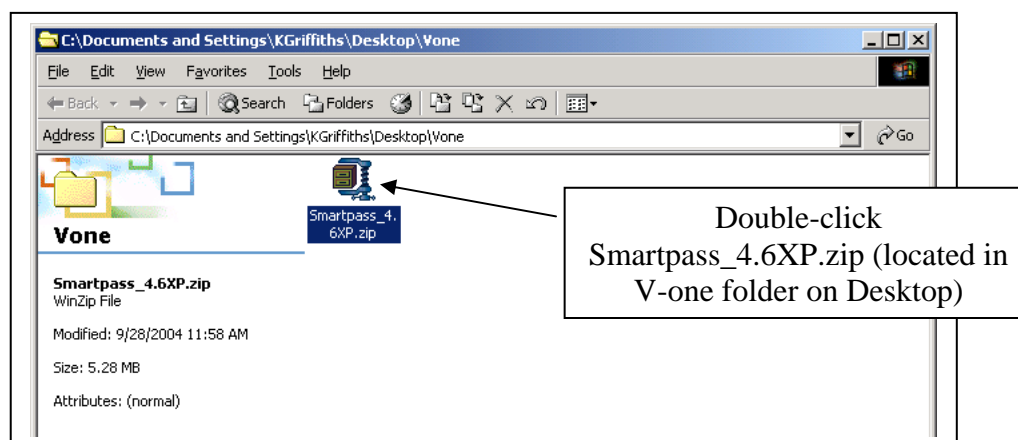 C:\Documents and Settings\KGriffiths\Desktop\Vone
File Edit View Favorites Tools Help
Back Search Folders
Address C:\Documents and Settings\KGriffiths\Desktop\Vone Go
Smartpass_4.
6XP.zip
Vone
Smartpass_4.6XP.zip
WinZip File
Modified: 9/28/2004 11:58 AM
Size: 5.28 MB
Attributes: (normal)
Double-click
Smartpass_4.6XP.zip (located in
V-one folder on Desktop)